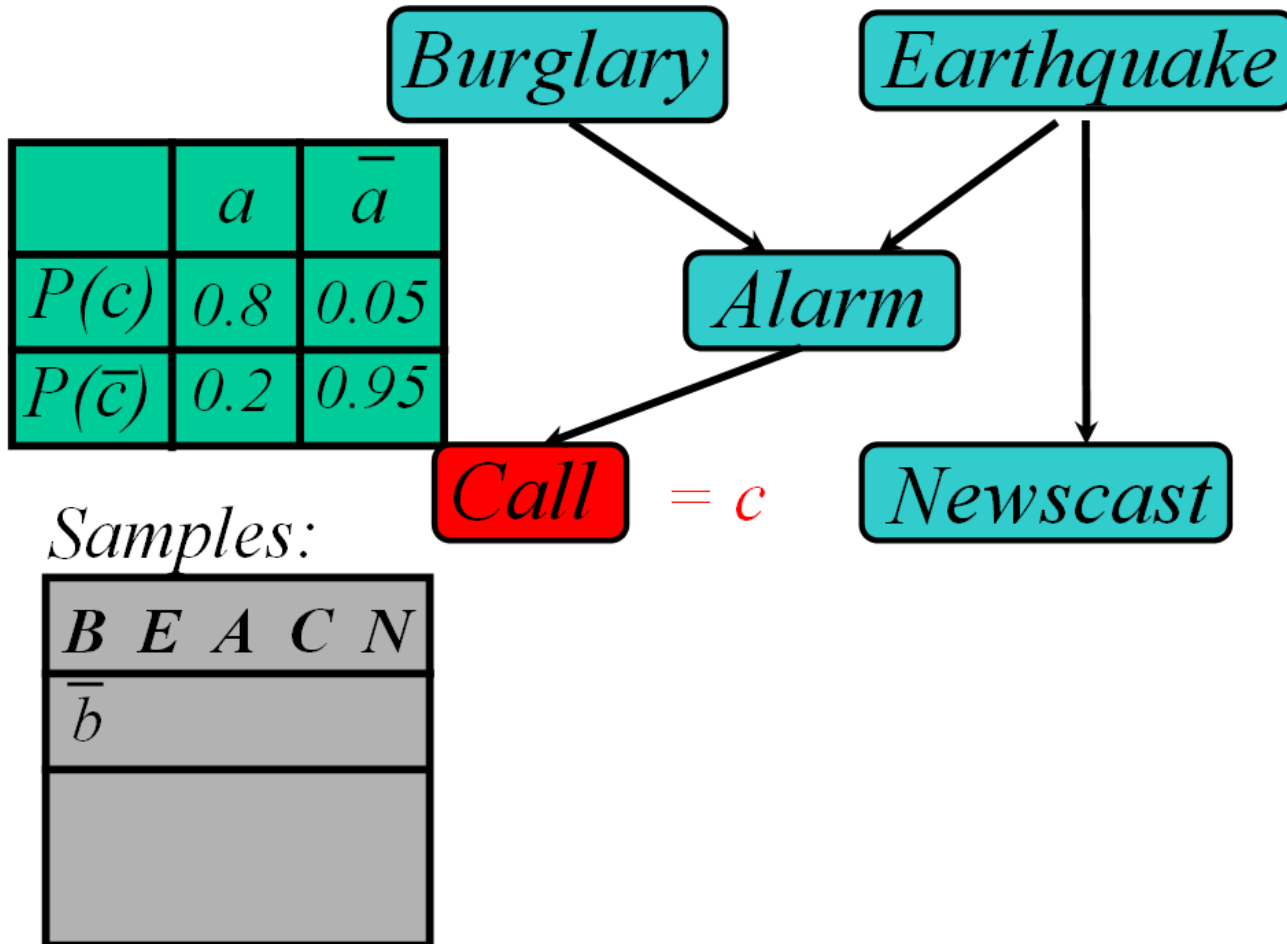 Burglary Earthquake
a a̅
P(c) 0.8 0.05
P(c̅) 0.2 0.95
Alarm
Call = c
Newscast
Samples:
B E A C N
b̅